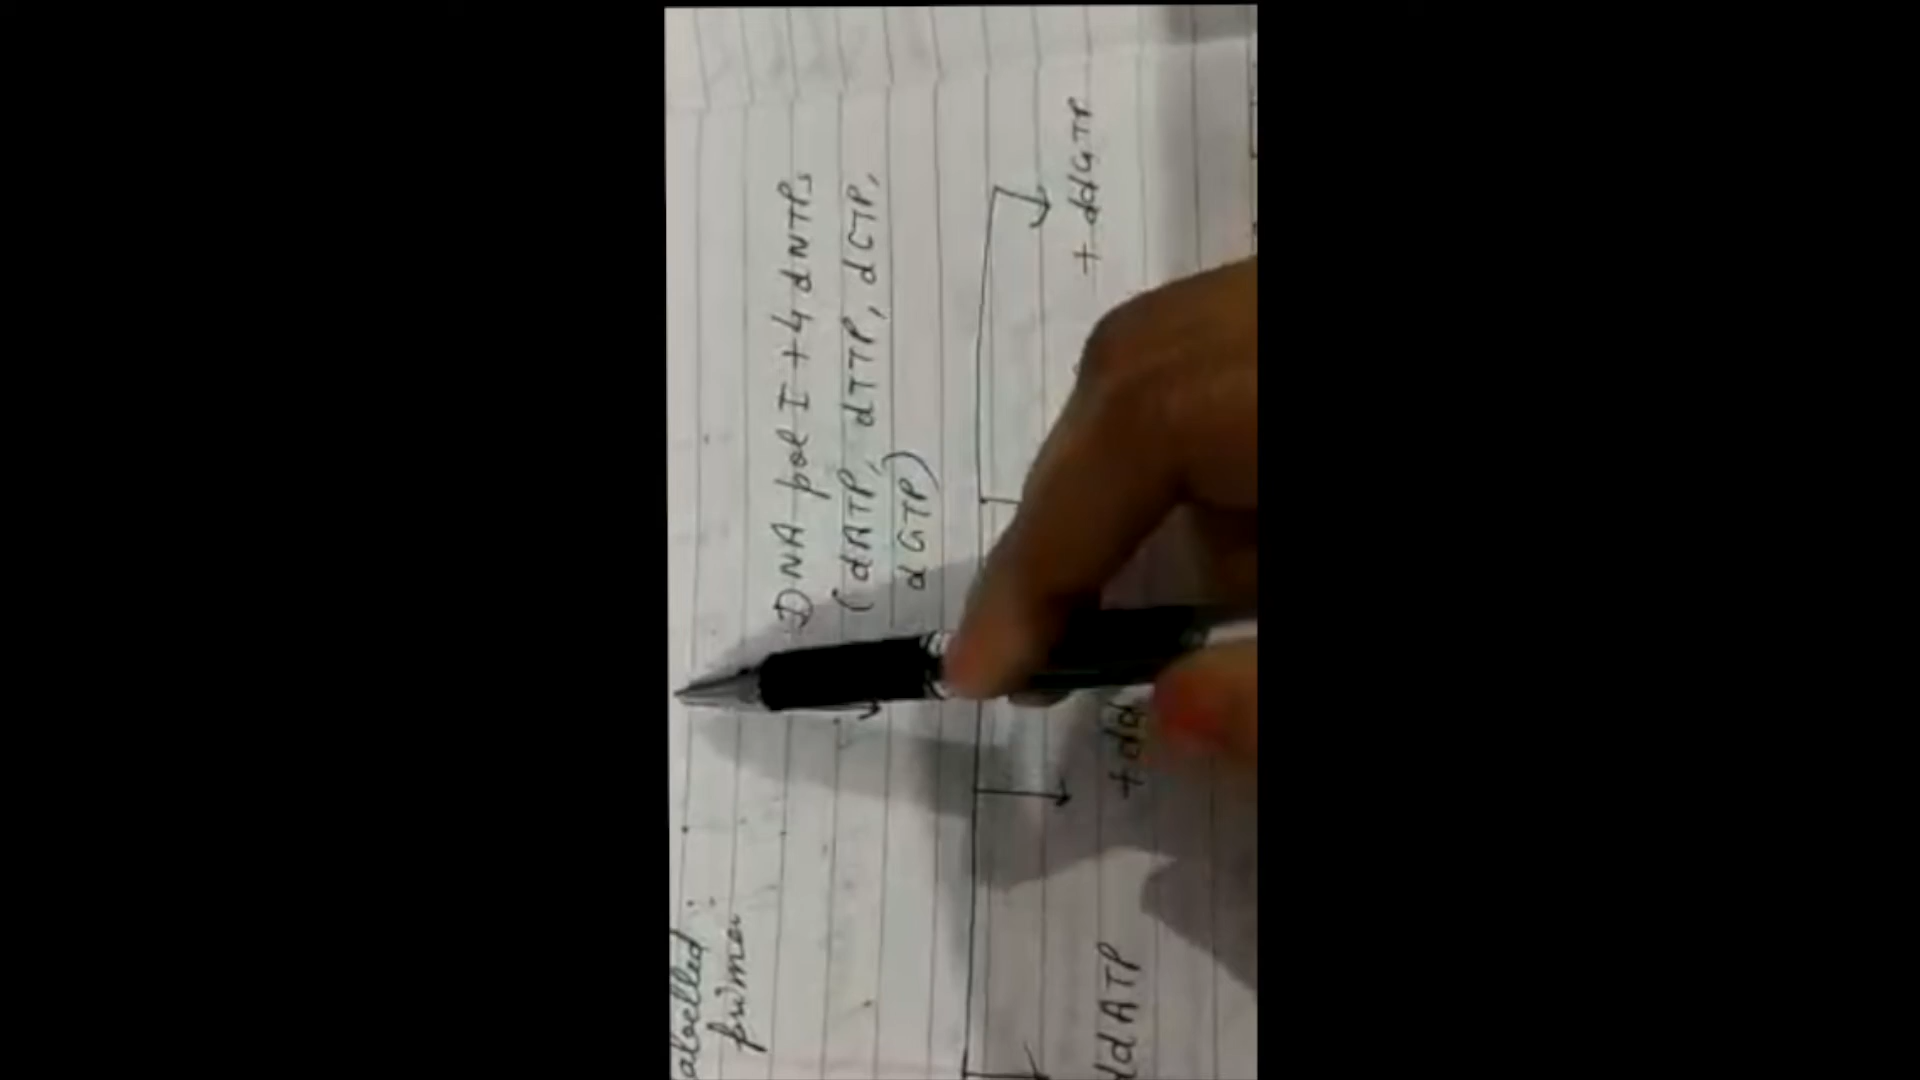 labelled
primer
DNA pol I + 4 dNTPs
(dATP, dTTP, dCTP,
dGTP)
ddATP
+ dd
+ ddGTP